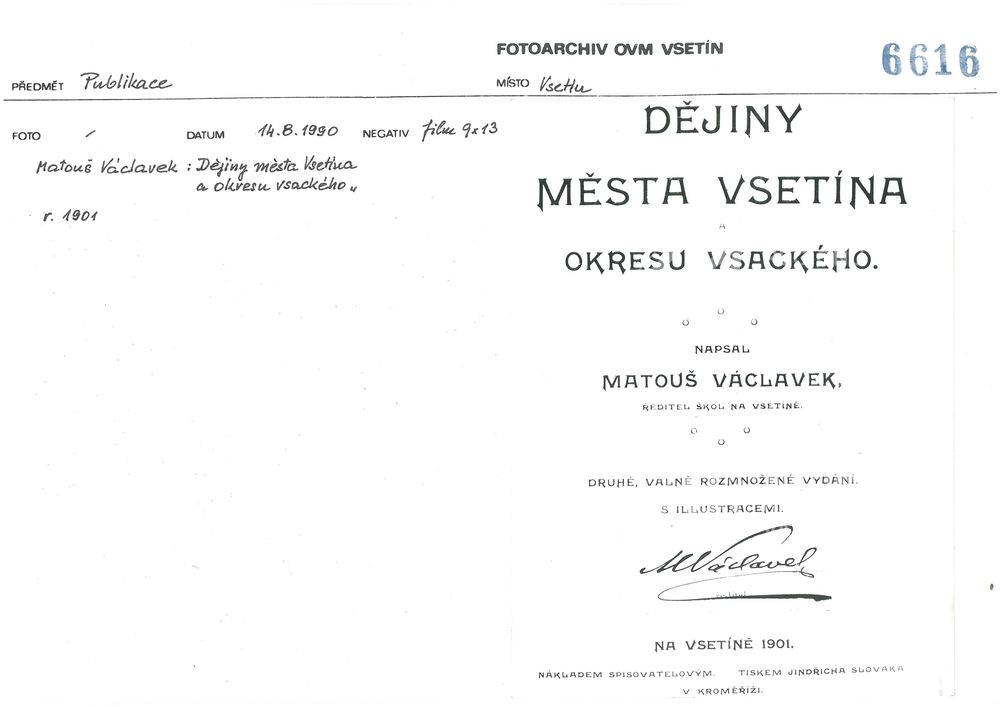 FOTOARCHIV OVM VSETÍN
6616
PŘEDMĚT Publikace
MÍSTO Vsetín
FOTO /
DATUM 14.8.1990
NEGATIV film 9x13
Matouš Václavek : Dějiny města Vsetína
a okresu vsackého„
r. 1901
DĚJINY
MĚSTA VSETÍNA
A
OKRESU VSACKÉHO.
NAPSAL
MATOUŠ VÁCLAVEK,
ŘEDITEL ŠKOL NA VSETÍNĚ.
DRUHÉ, VALNĚ ROZMNOŽENÉ VYDÁNÍ.
S ILLUSTRACEMI.
MVáclavek
NA VSETÍNĚ 1901.
NÁKLADEM SPISOVATELOVÝM. TISKEM JINDŘICHA SLOVÁKA
V KROMĚŘÍŽI.